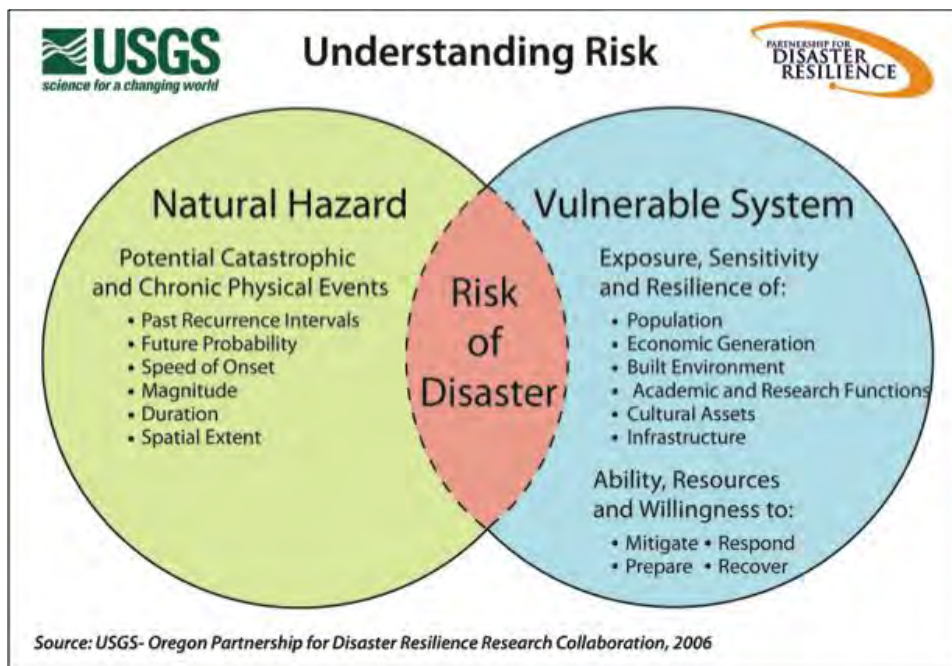 USGS
science for a changing world
Understanding Risk
PARTNERSHIP FOR
DISASTER
RESILIENCE
Natural Hazard
Potential Catastrophic
and Chronic Physical Events
• Past Recurrence Intervals
• Future Probability
• Speed of Onset
• Magnitude
• Duration
• Spatial Extent
Risk
of
Disaster
Vulnerable System
Exposure, Sensitivity
and Resilience of:
• Population
• Economic Generation
• Built Environment
• Academic and Research Functions
• Cultural Assets
• Infrastructure
Ability, Resources
and Willingness to:
• Mitigate • Respond
• Prepare • Recover
Source: USGS- Oregon Partnership for Disaster Resilience Research Collaboration, 2006